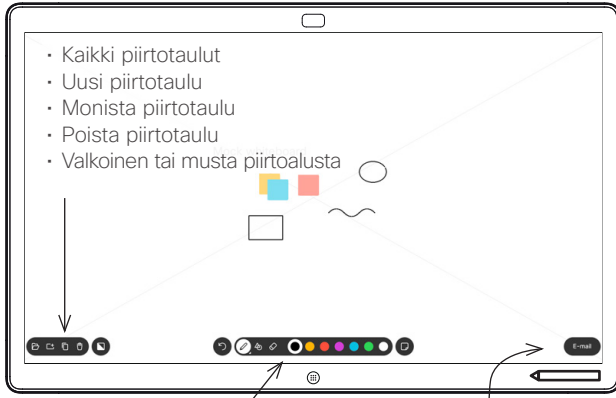 • Kaikki piirtotaulut
• Uusi piirtotaulu
• Monista piirtotaulu
• Poista piirtotaulu
• Valkoinen tai musta piirtoalusta
E-mail